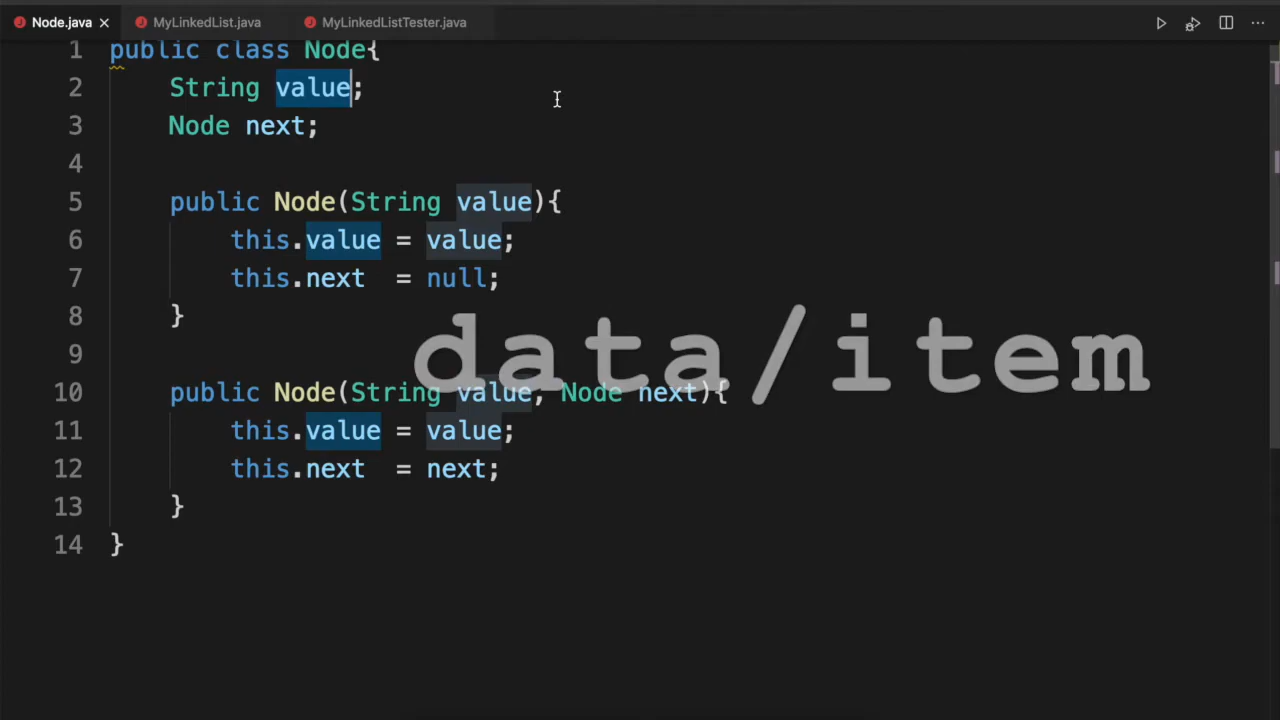 Node.java MyLinkedList.java MyLinkedListTester.java
1 public class Node{
2 String value;
3 Node next;
4
5 public Node(String value){
6 this.value = value;
7 this.next = null;
8 }
data/item
9
10 public Node(String value, Node next){
11 this.value = value;
12 this.next = next;
13 }
14 }